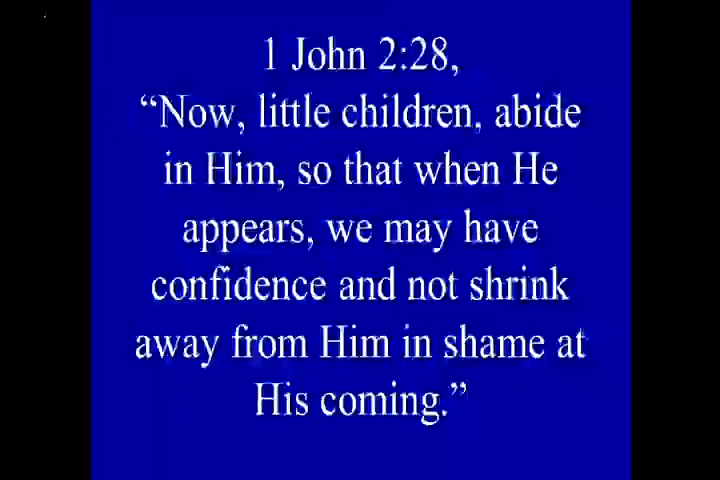 1 John 2:28,
“Now, little children, abide
in Him, so that when He
appears, we may have
confidence and not shrink
away from Him in shame at
His coming.”